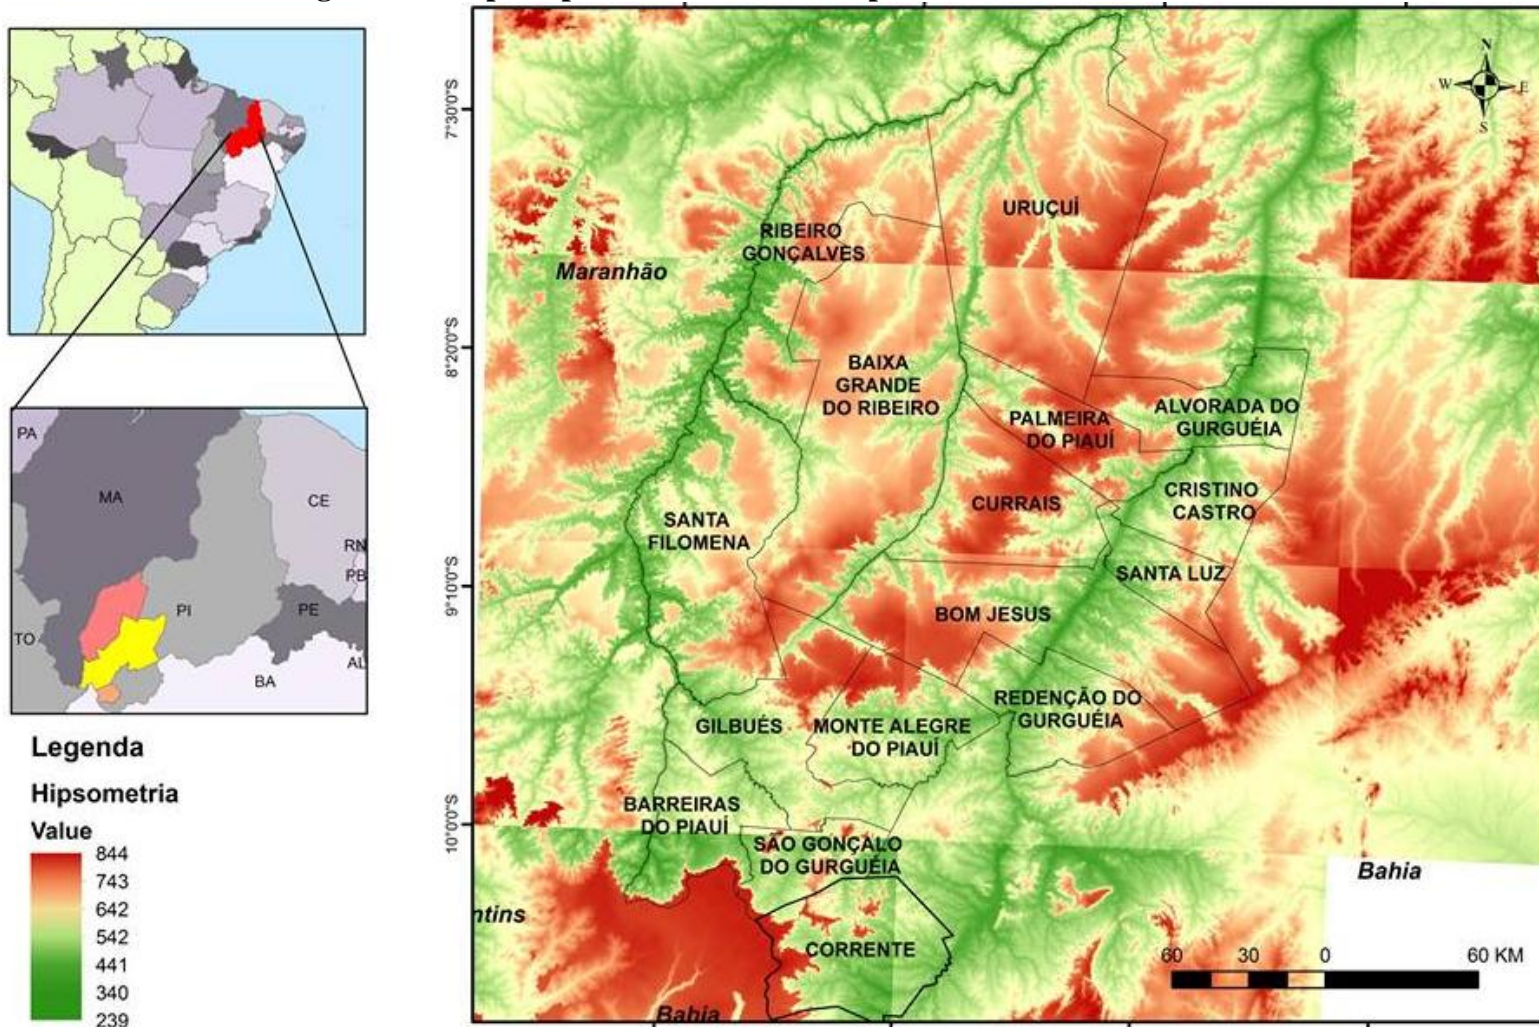 N
W
E
S
7°30'0"S
URUÇUÍ
RIBEIRO
GONÇALVES
Maranhão
8°20'0"S
BAIXA
GRANDE
DO RIBEIRO
PALMEIRA
DO PIAUÍ
ALVORADA DO
GURGUÉIA
CURRAIS
CRISTINO
CASTRO
SANTA
FILOMENA
9°10'0"S
SANTA LUZ
BOM JESUS
REDENÇÃO DO
GURGUÉIA
GILBUÉS
MONTE ALEGRE
DO PIAUÍ
BARREIRAS
DO PIAUÍ
10°0'0"S
SÃO GONÇALO
DO GURGUÉIA
Bahia
ntins
CORRENTE
60 30 0 60 KM
Bahia
PA
MA
CE
RN
PB
PI
PE
TO
AL
BA
Legenda
Hipsometria
Value
844
743
642
542
441
340
239